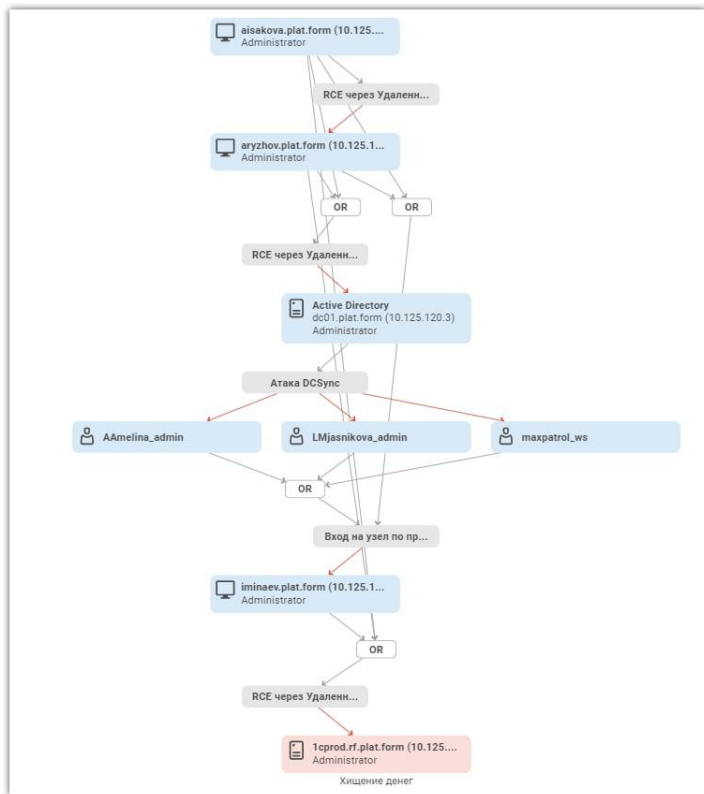 aisakova.plat.form (10.125....
Administrator
RCE через Удаленн...
aryzhov.plat.form (10.125.1...
Administrator
OR
OR
RCE через Удаленн...
Active Directory
dc01.plat.form (10.125.120.3)
Administrator
Атака DCSync
AAmelina_admin
LMjasnikova_admin
maxpatrol_ws
OR
Вход на узел по пр...
iminaev.plat.form (10.125.1...
Administrator
OR
RCE через Удаленн...
1cprod.rf.plat.form (10.125....
Administrator
Хищение денег